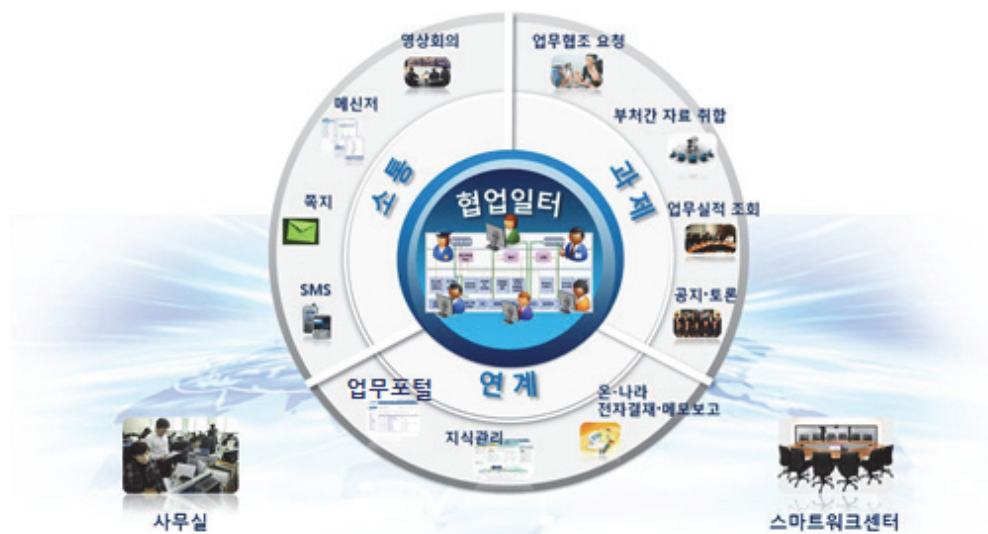 영상회의
업무협조 요청
메신저
부처간 자료 취합
소통
과제
쪽지
협업일터
업무실적 조회
SMS
공지·토론
연계
업무포털
온-나라
전자결재·메모보고
지식관리
사무실
스마트워크센터